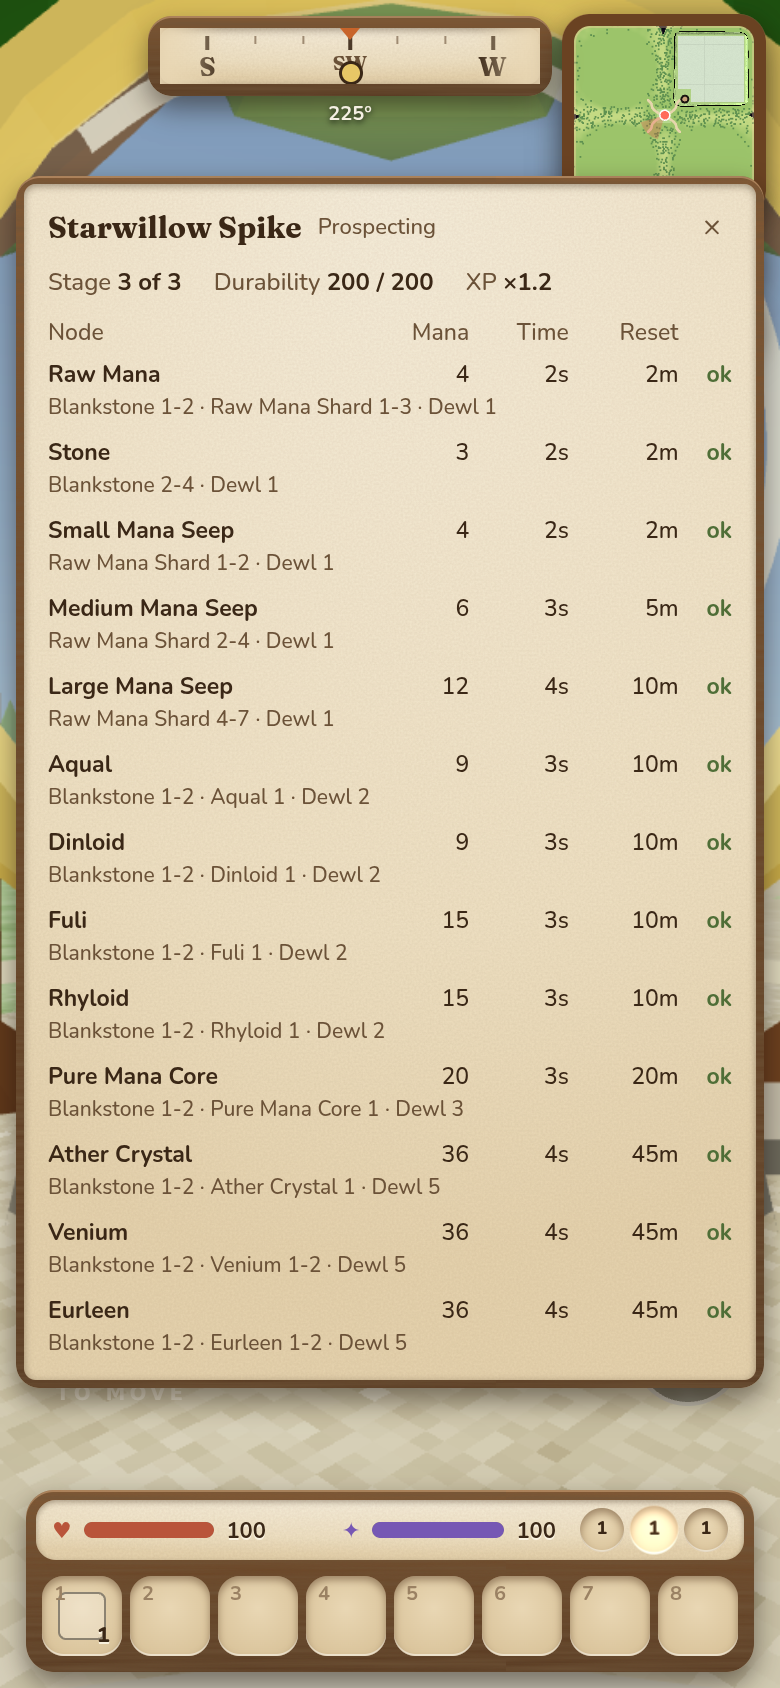 S SW W
225°
Starwillow Spike Prospecting ×
Stage 3 of 3 Durability 200 / 200 XP ×1.2
Node Mana Time Reset
Raw Mana 4 2s 2m ok
Blankstone 1-2 · Raw Mana Shard 1-3 · Dewl 1
Stone 3 2s 2m ok
Blankstone 2-4 · Dewl 1
Small Mana Seep 4 2s 2m ok
Raw Mana Shard 1-2 · Dewl 1
Medium Mana Seep 6 3s 5m ok
Raw Mana Shard 2-4 · Dewl 1
Large Mana Seep 12 4s 10m ok
Raw Mana Shard 4-7 · Dewl 1
Aqual 9 3s 10m ok
Blankstone 1-2 · Aqual 1 · Dewl 2
Dinloid 9 3s 10m ok
Blankstone 1-2 · Dinloid 1 · Dewl 2
Fuli 15 3s 10m ok
Blankstone 1-2 · Fuli 1 · Dewl 2
Rhyloid 15 3s 10m ok
Blankstone 1-2 · Rhyloid 1 · Dewl 2
Pure Mana Core 20 3s 20m ok
Blankstone 1-2 · Pure Mana Core 1 · Dewl 3
Ather Crystal 36 4s 45m ok
Blankstone 1-2 · Ather Crystal 1 · Dewl 5
Venium 36 4s 45m ok
Blankstone 1-2 · Venium 1-2 · Dewl 5
Eurleen 36 4s 45m ok
Blankstone 1-2 · Eurleen 1-2 · Dewl 5
TO MOVE
100 100 1 1 1
1 2 3 4 5 6 7 8
1